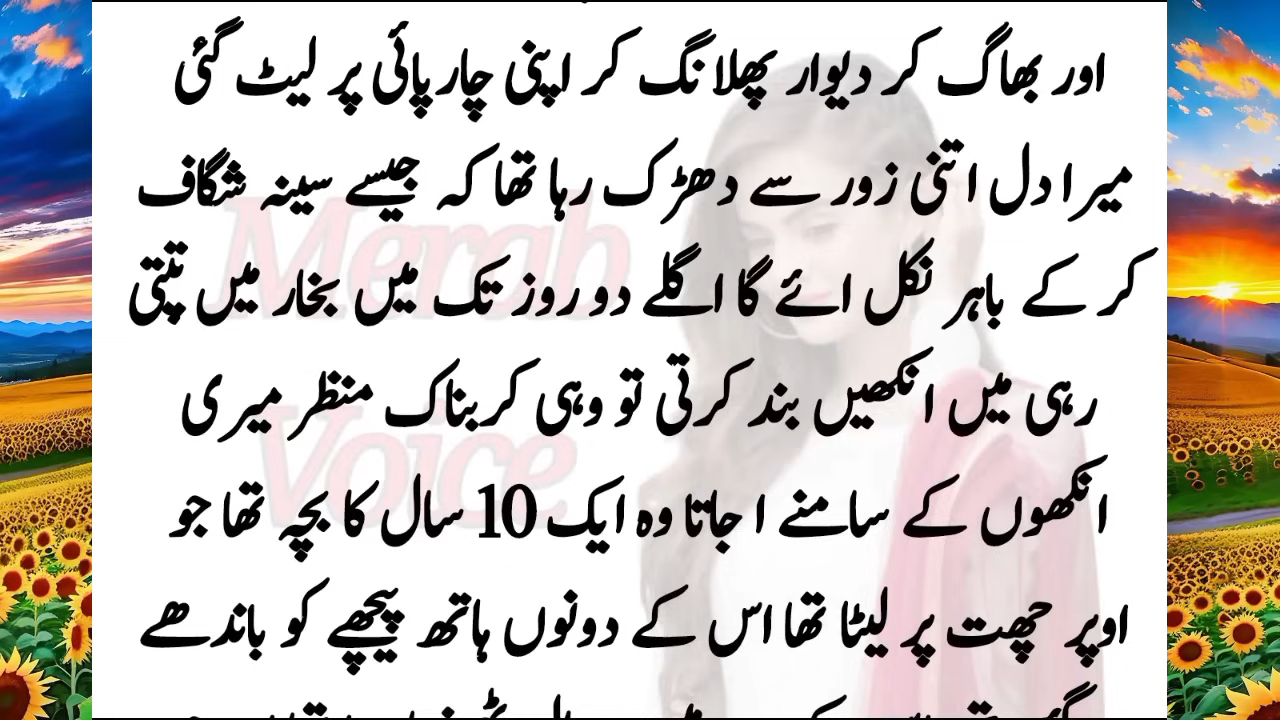 اور بھاگ کر دیوار پھلانگ کر اپنی چارپائی پر لیٹ گئی
میرا دل اتنی زور سے دھڑک رہا تھا کہ جیسے سینہ شگاف
کر کے باہر نکل ائے گا اگلے دو روز تک میں بخار میں تپتی
رہی میں انکھیں بند کرتی تو وہی کربناک منظر میری
انکھوں کے سامنے ا جاتا وہ ایک 10 سال کا بچہ تھا جو
اوپر چھت پر لیٹا تھا اس کے دونوں ہاتھ پیچھے کو باندھے
Merab
Voice